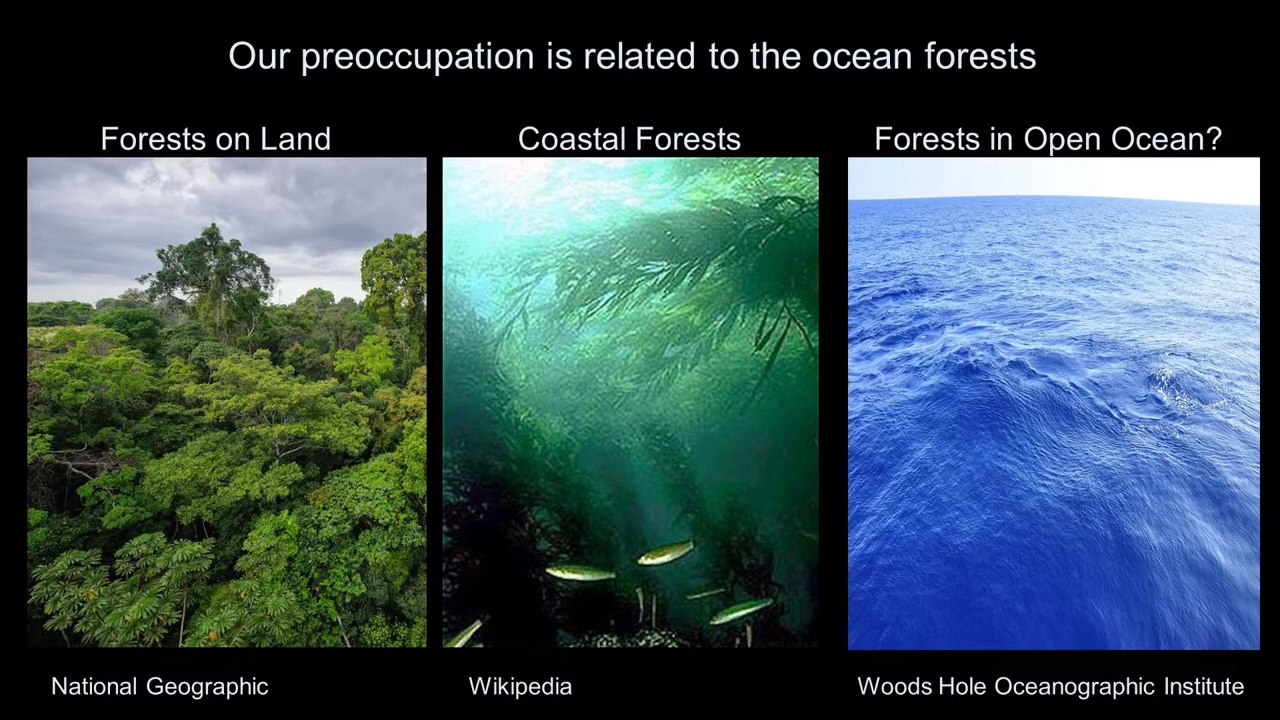 Our preoccupation is related to the ocean forests
Forests on Land
Coastal Forests
Forests in Open Ocean?
National Geographic
Wikipedia
Woods Hole Oceanographic Institute